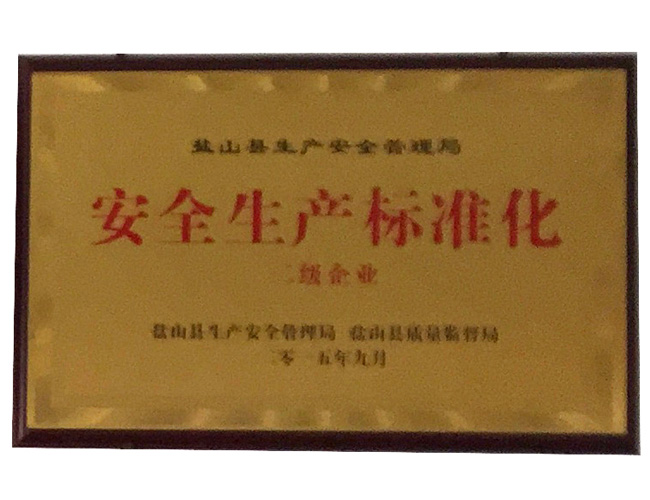 盐山县生产安全管理局
安全生产标准化
二级企业
盐山县生产安全管理局 盐山县质量监督局
二零一五年九月